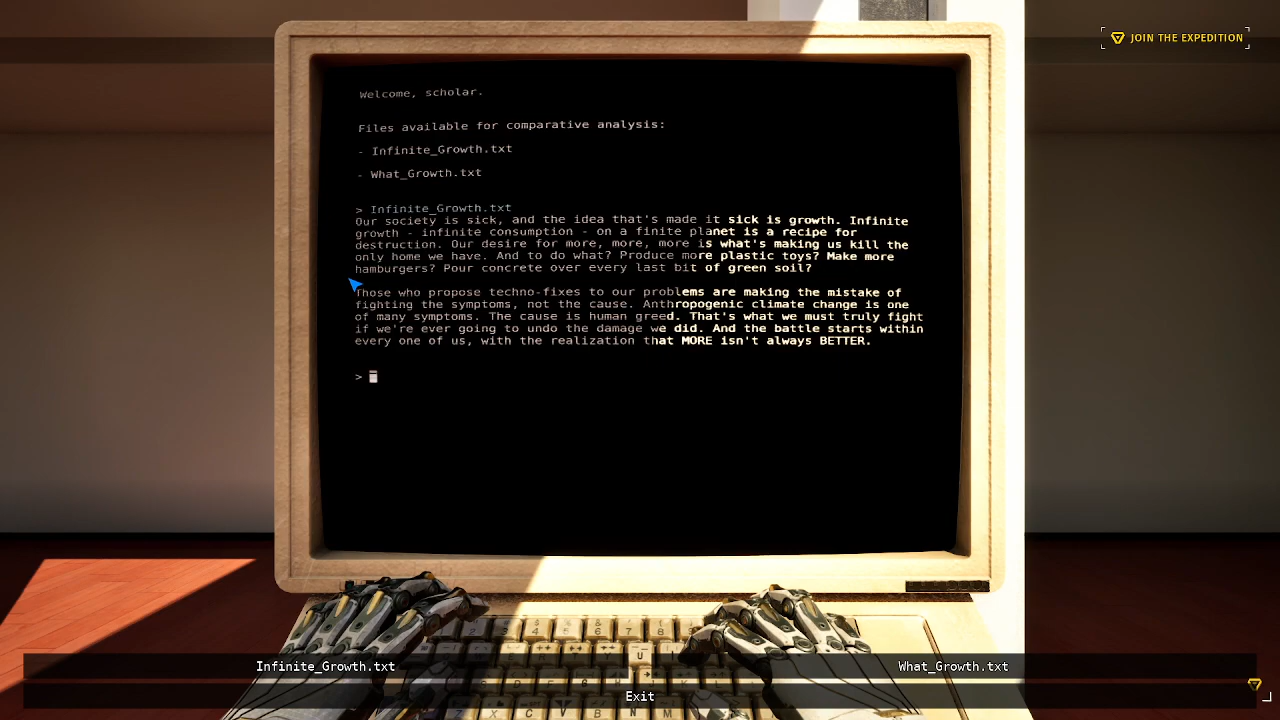 JOIN THE EXPEDITION
Welcome, scholar.
Files available for comparative analysis:
- Infinite_Growth.txt
- What_Growth.txt
> Infinite_Growth.txt
Our society is sick, and the idea that's made it sick is growth. Infinite
growth - infinite consumption - on a finite planet is a recipe for
destruction. Our desire for more, more, more is what's making us kill the
only home we have. And to do what? Produce more plastic toys? Make more
hamburgers? Pour concrete over every last bit of green soil?
Those who propose techno-fixes to our problems are making the mistake of
fighting the symptoms, not the cause. Anthropogenic climate change is one
of many symptoms. The cause is human greed. That's what we must truly fight
if we're ever going to undo the damage we did. And the battle starts within
every one of us, with the realization that MORE isn't always BETTER.
>
Infinite_Growth.txt
What_Growth.txt
Exit